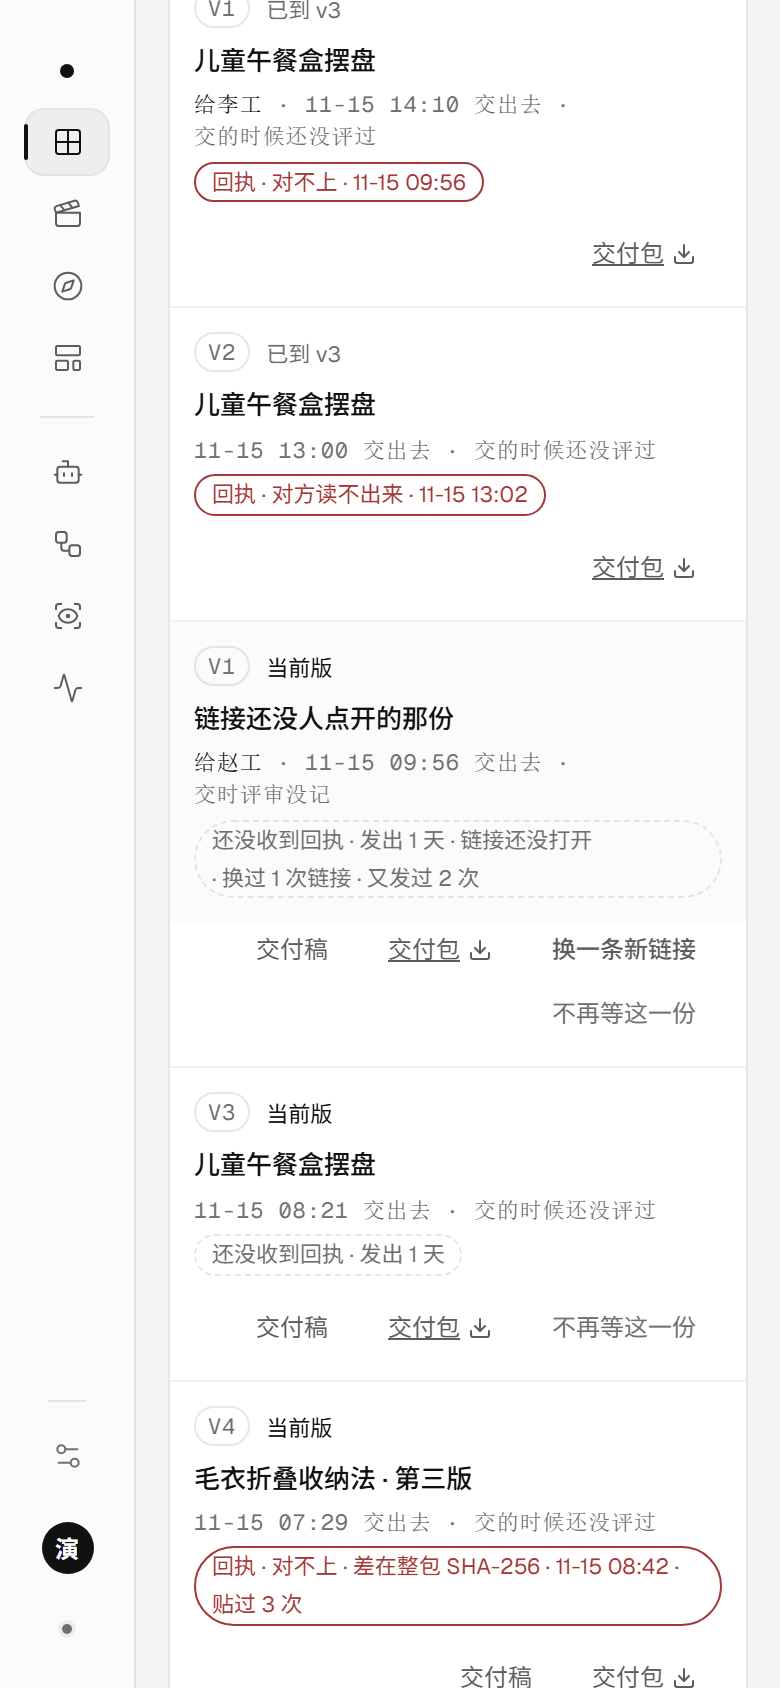 V1 已到 v3
儿童午餐盒摆盘
给李工 · 11-15 14:10 交出去 ·
交的时候还没评过
回执 · 对不上 · 11-15 09:56
交付包
V2 已到 v3
儿童午餐盒摆盘
11-15 13:00 交出去 · 交的时候还没评过
回执 · 对方读不出来 · 11-15 13:02
交付包
V1 当前版
链接还没人点开的那份
给赵工 · 11-15 09:56 交出去 ·
交时评审没记
还没收到回执 · 发出 1 天 · 链接还没打开
· 换过 1 次链接 · 又发过 2 次
交付稿 交付包 换一条新链接
不再等这一份
V3 当前版
儿童午餐盒摆盘
11-15 08:21 交出去 · 交的时候还没评过
还没收到回执 · 发出 1 天
交付稿 交付包 不再等这一份
V4 当前版
毛衣折叠收纳法 · 第三版
11-15 07:29 交出去 · 交的时候还没评过
回执 · 对不上 · 差在整包 SHA-256 · 11-15 08:42 ·
贴过 3 次
演
交付稿 交付包